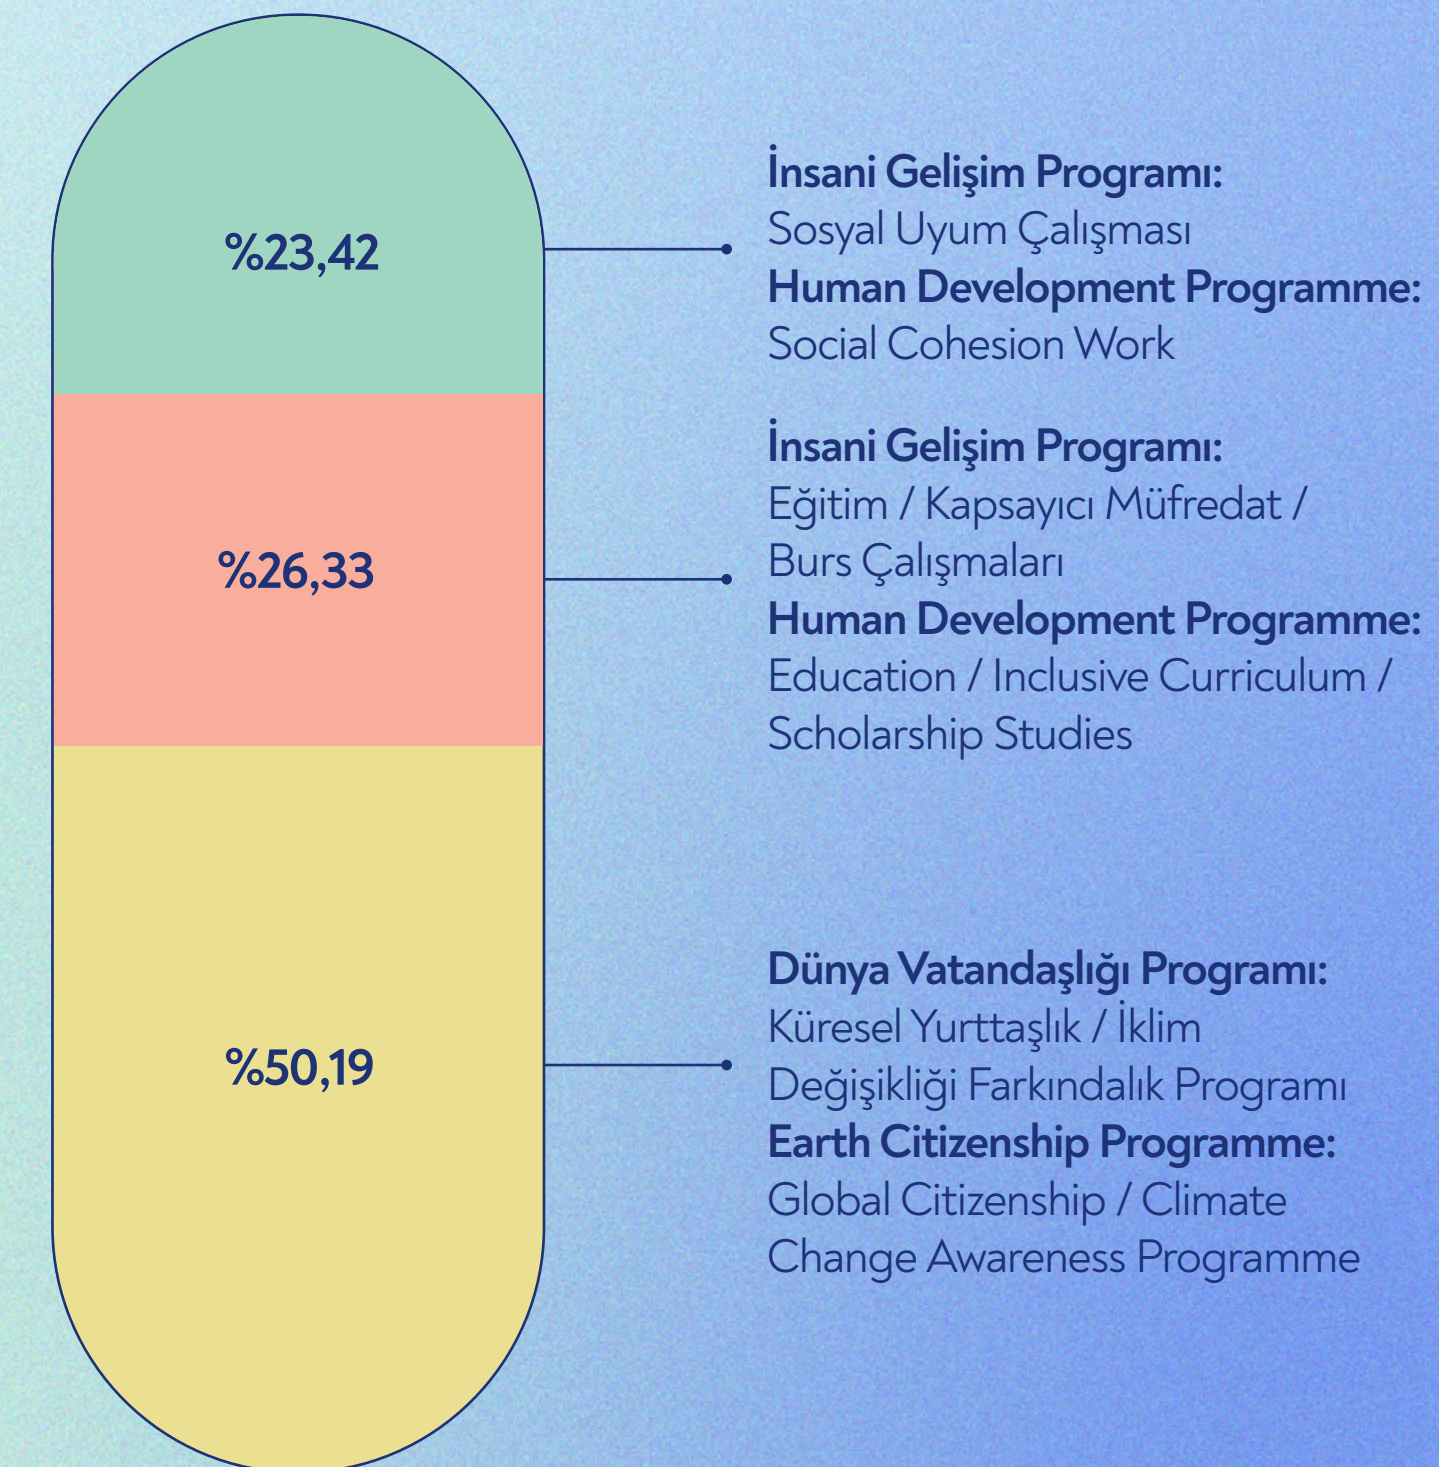 %23,42
İnsani Gelişim Programı:
Sosyal Uyum Çalışması
Human Development Programme:
Social Cohesion Work
%26,33
İnsani Gelişim Programı:
Eğitim / Kapsayıcı Müfredat /
Burs Çalışmaları
Human Development Programme:
Education / Inclusive Curriculum /
Scholarship Studies
%50,19
Dünya Vatandaşlığı Programı:
Küresel Yurttaşlık / İklim
Değişikliği Farkındalık Programı
Earth Citizenship Programme:
Global Citizenship / Climate
Change Awareness Programme